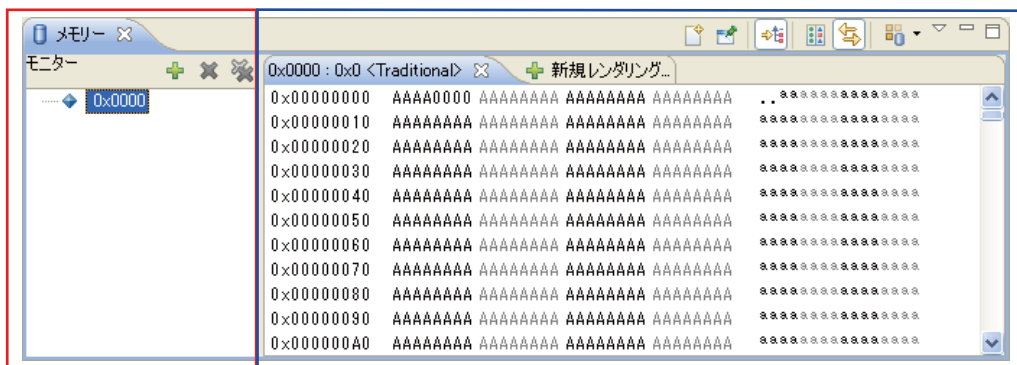 メモリー
モニター
0x0000
0x0000 : 0x0 <Traditional>
新規レンダリング...
0x00000000 AAAA0000 AAAAAAAA AAAAAAAA AAAAAAAA ..aaaaaaaaaaaaaa
0x00000010 AAAAAAAA AAAAAAAA AAAAAAAA AAAAAAAA aaaaaaaaaaaaaaaa
0x00000020 AAAAAAAA AAAAAAAA AAAAAAAA AAAAAAAA aaaaaaaaaaaaaaaa
0x00000030 AAAAAAAA AAAAAAAA AAAAAAAA AAAAAAAA aaaaaaaaaaaaaaaa
0x00000040 AAAAAAAA AAAAAAAA AAAAAAAA AAAAAAAA aaaaaaaaaaaaaaaa
0x00000050 AAAAAAAA AAAAAAAA AAAAAAAA AAAAAAAA aaaaaaaaaaaaaaaa
0x00000060 AAAAAAAA AAAAAAAA AAAAAAAA AAAAAAAA aaaaaaaaaaaaaaaa
0x00000070 AAAAAAAA AAAAAAAA AAAAAAAA AAAAAAAA aaaaaaaaaaaaaaaa
0x00000080 AAAAAAAA AAAAAAAA AAAAAAAA AAAAAAAA aaaaaaaaaaaaaaaa
0x00000090 AAAAAAAA AAAAAAAA AAAAAAAA AAAAAAAA aaaaaaaaaaaaaaaa
0x000000A0 AAAAAAAA AAAAAAAA AAAAAAAA AAAAAAAA aaaaaaaaaaaaaaaa